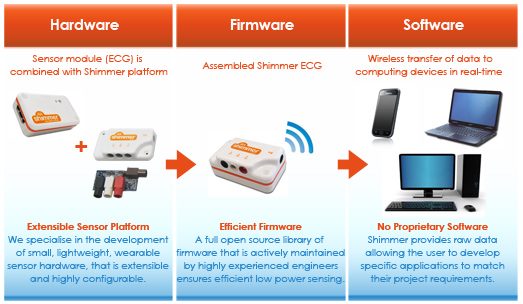 Hardware
Sensor module (ECG) is
combined with Shimmer platform
shimmer
shimmer
Extensible Sensor Platform
We specialise in the development
of small, lightweight, wearable
sensor hardware, that is extensible
and highly configurable.
Firmware
Assembled Shimmer ECG
shimmer
Efficient Firmware
A full open source library of
firmware that is actively maintained
by highly experienced engineers
ensures efficient low power sensing.
Software
Wireless transfer of data to
computing devices in real-time
No Proprietary Software
Shimmer provides raw data
allowing the user to develop
specific applications to match
their project requirements.